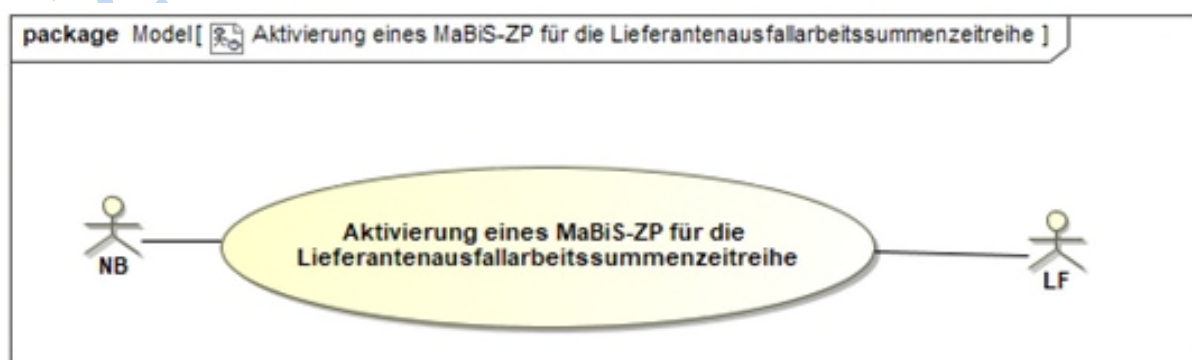 package Model[ Aktivierung eines MaBiS-ZP für die Lieferantenausfallarbeitssummenzeitreihe ]
Aktivierung eines MaBiS-ZP für die
Lieferantenausfallarbeitssummenzeitreihe
NB
LF